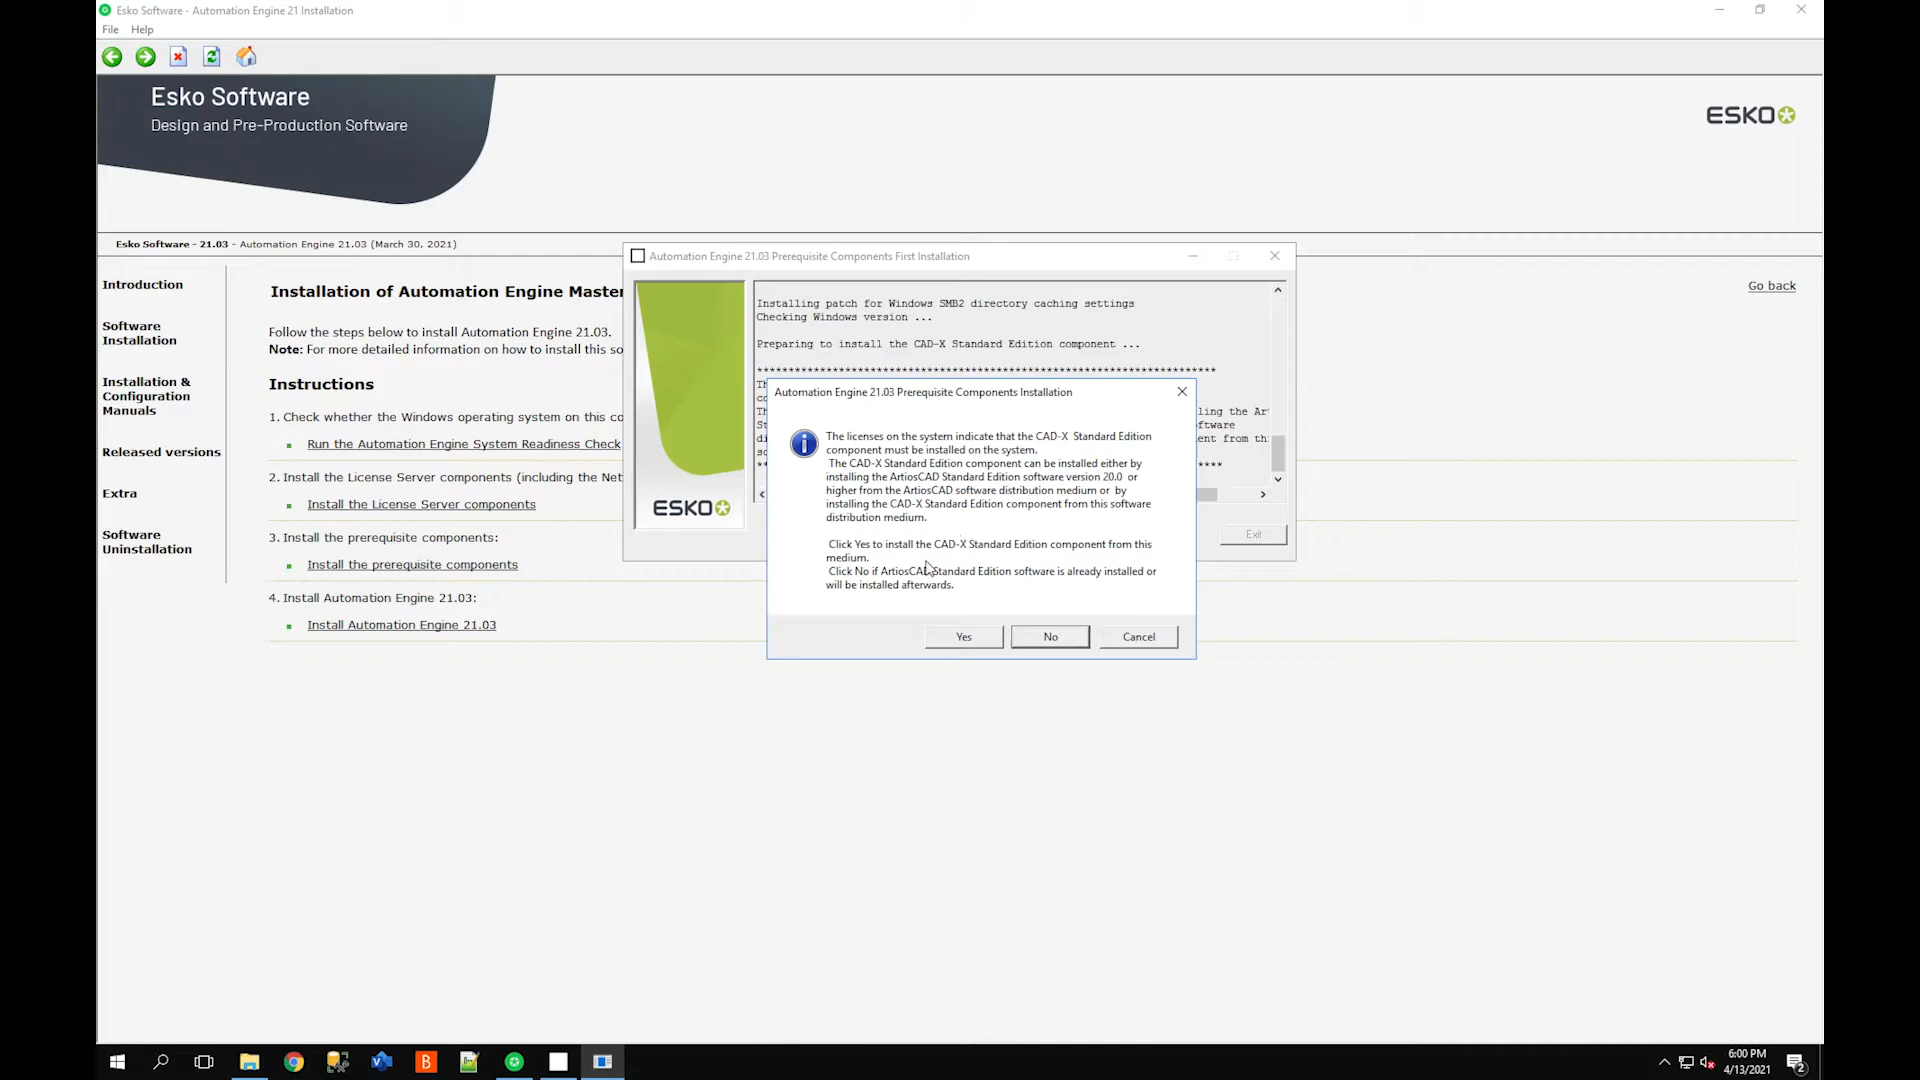 Esko Software - Automation Engine 21 Installation
File Help
Esko Software
Design and Pre-Production Software
ESKO
Esko Software - 21.03 - Automation Engine 21.03 (March 30, 2021)
Introduction
Software
Installation
Installation &
Configuration
Manuals
Released versions
Extra
Software
Uninstallation
Go back
Installation of Automation Engine Master
Follow the steps below to install Automation Engine 21.03.
Note: For more detailed information on how to install this so
Instructions
1. Check whether the Windows operating system on this co
Run the Automation Engine System Readiness Check
2. Install the License Server components (including the Net
Install the License Server components
3. Install the prerequisite components:
Install the prerequisite components
4. Install Automation Engine 21.03:
Install Automation Engine 21.03
Automation Engine 21.03 Prerequisite Components First Installation
Installing patch for Windows SMB2 directory caching settings
Checking Windows version ...
Preparing to install the CAD-X Standard Edition component ...
*********************************************************************
ling the Ar
ftware
ent from th
****
ESKO
Exit
Automation Engine 21.03 Prerequisite Components Installation
The licenses on the system indicate that the CAD-X Standard Edition
component must be installed on the system.
The CAD-X Standard Edition component can be installed either by
installing the ArtiosCAD Standard Edition software version 20.0 or
higher from the ArtiosCAD software distribution medium or by
installing the CAD-X Standard Edition component from this software
distribution medium.
Click Yes to install the CAD-X Standard Edition component from this
medium.
Click No if ArtiosCAD Standard Edition software is already installed or
will be installed afterwards.
Yes No Cancel
6:00 PM
4/13/2021
2